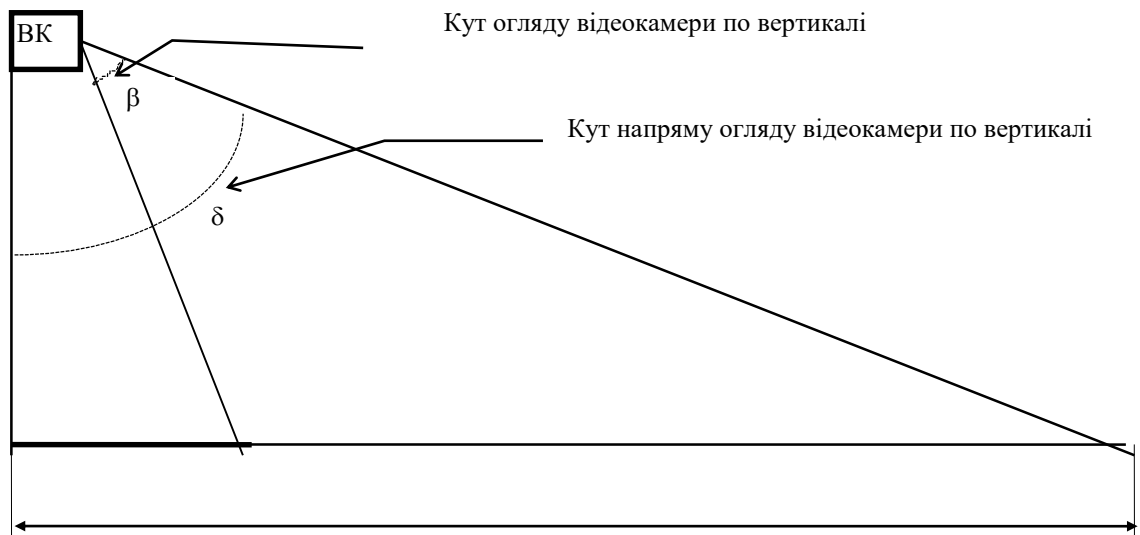 ВК
Кут огляду відеокамери по вертикалі
β
Кут напряму огляду відеокамери по вертикалі
δ